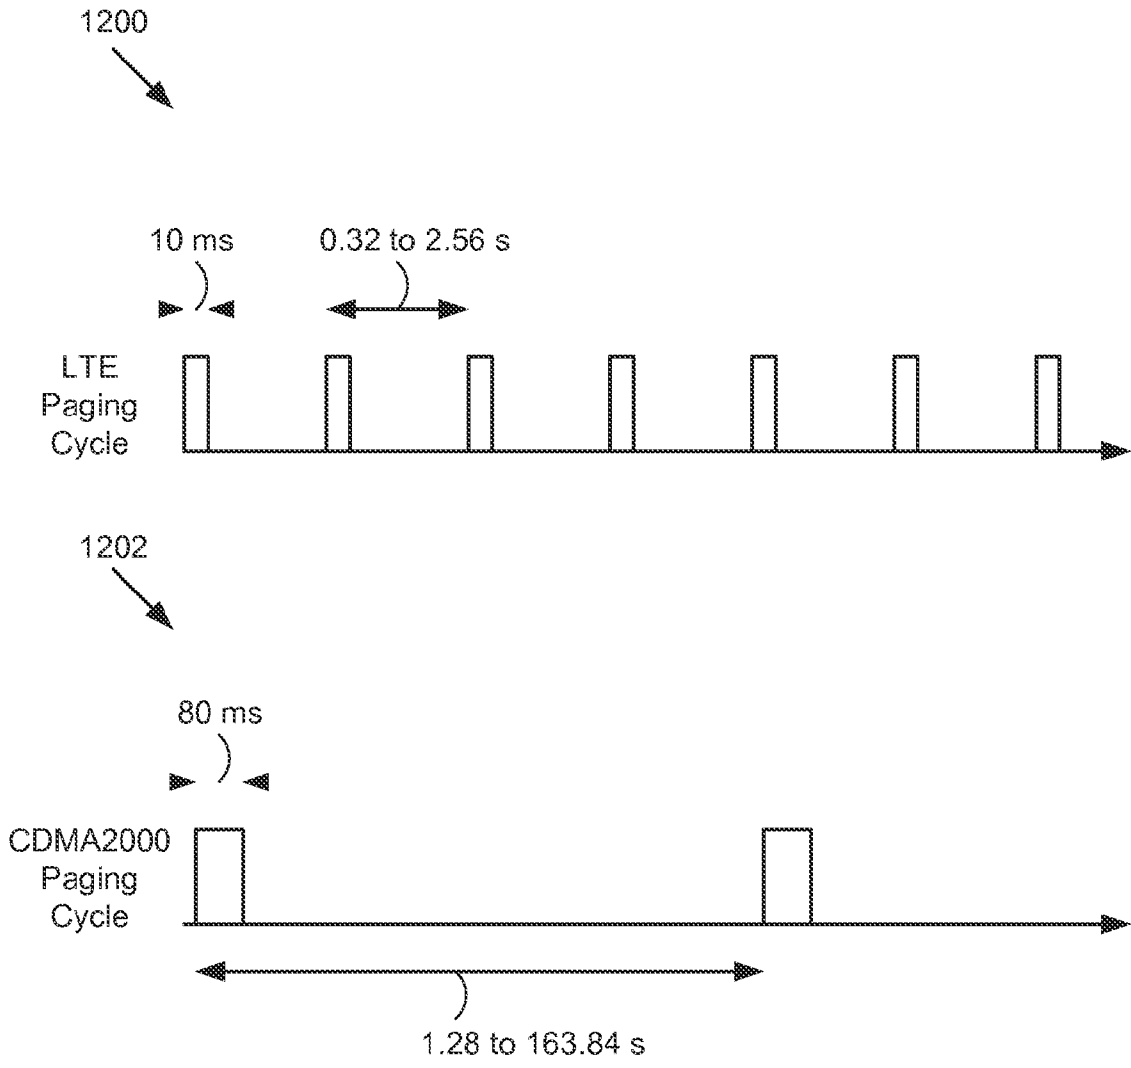 1200
10 ms
0.32 to 2.56 s
LTE
Paging
Cycle
1202
80 ms
CDMA2000
Paging
Cycle
1.28 to 163.84 s